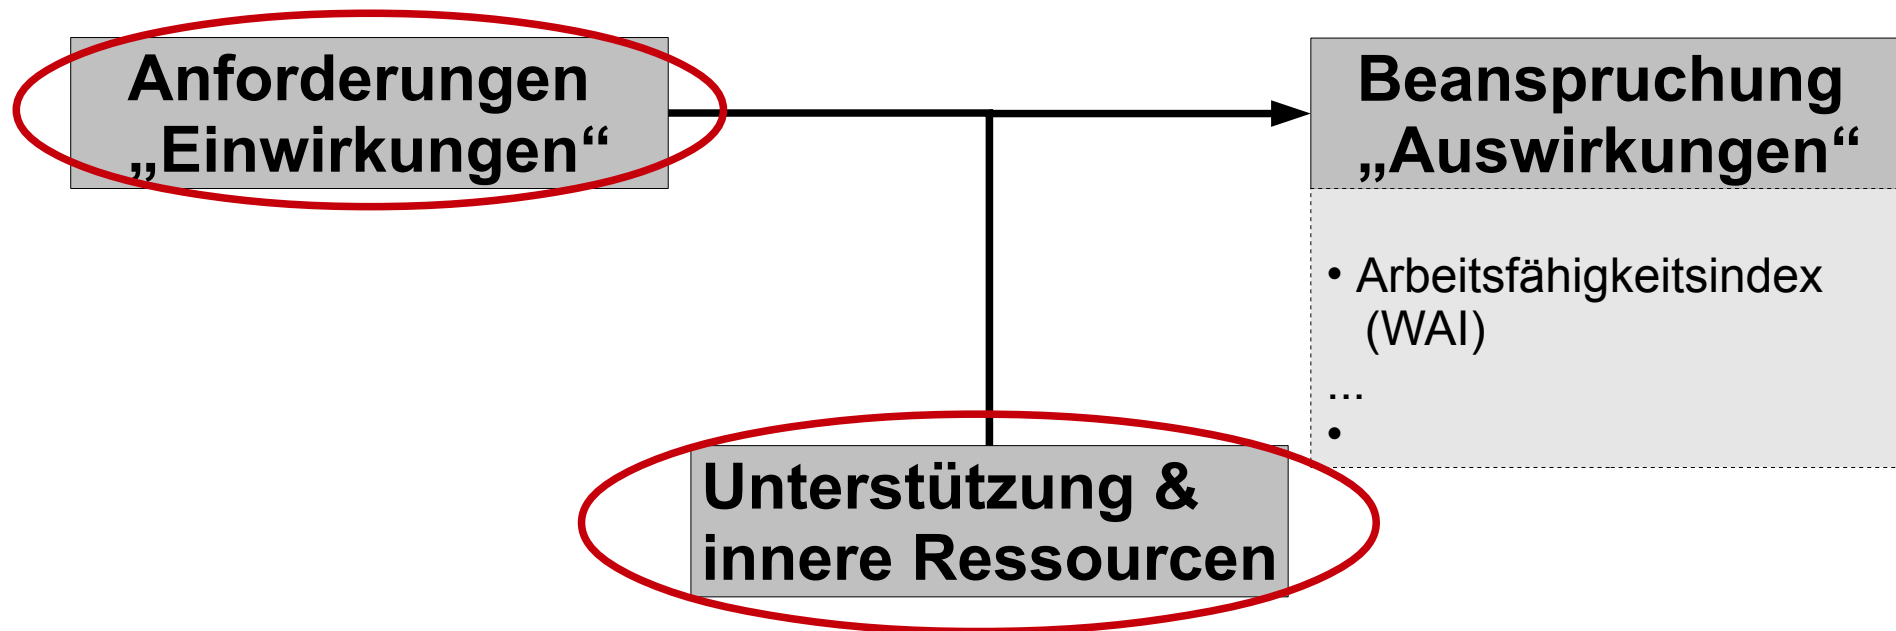 Anforderungen
„Einwirkungen“
Beanspruchung
„Auswirkungen“
• Arbeitsfähigkeitsindex
(WAI)
...
•
Unterstützung &
innere Ressourcen